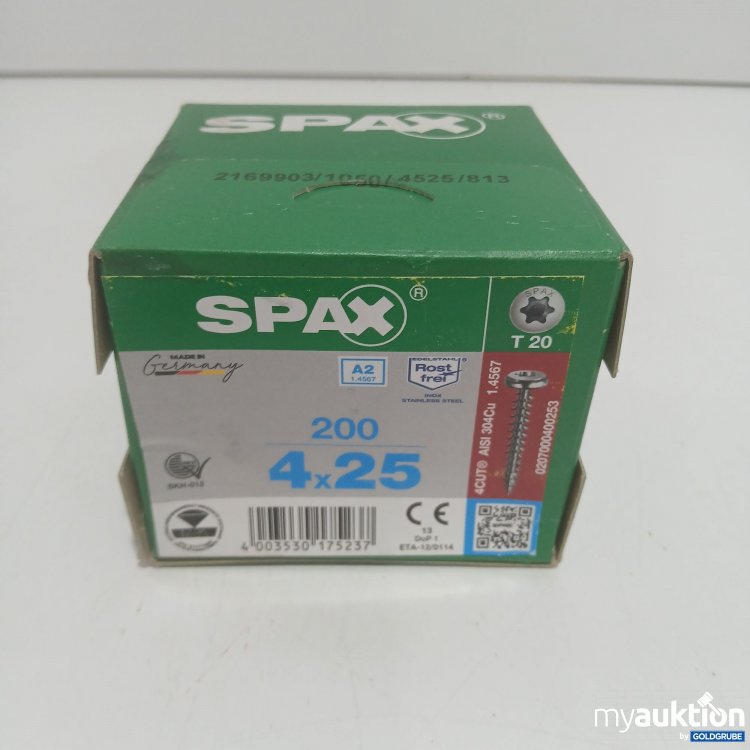 SPAX®
2169903/1050/4525/813
SPAX®
MADE IN
Germany
A2
1.4567
EDELSTAHL
Rost
frei
INOX
STAINLESS STEEL
SPAX
T 20
200
4x25
4CUT® AISI 304Cu 1.4567
0207000400253
SKH-013
4 003530 175237
CE
13
DoP 1
ETA-12/0114
myauktion
by GOLDGRUBE